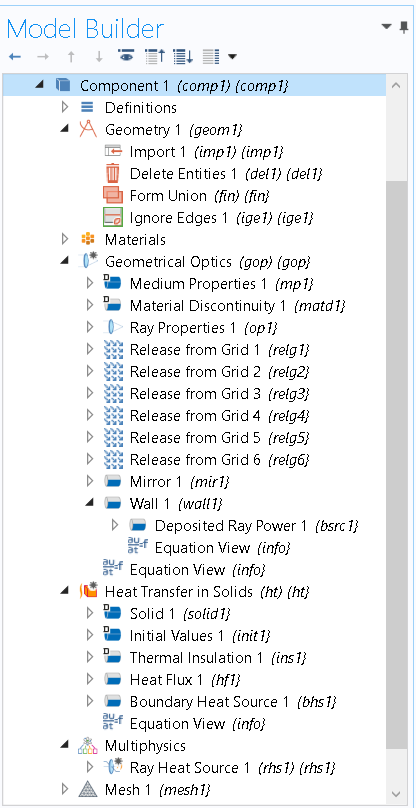 Model Builder
Component 1 (comp1) {comp1}
Definitions
Geometry 1 {geom1}
Import 1 (imp1) {imp1}
Delete Entities 1 (del1) {del1}
Form Union (fin) {fin}
Ignore Edges 1 (ige1) {ige1}
Materials
Geometrical Optics (gop) {gop}
Medium Properties 1 {mp1}
Material Discontinuity 1 {matd1}
Ray Properties 1 {op1}
Release from Grid 1 {relg1}
Release from Grid 2 {relg2}
Release from Grid 3 {relg3}
Release from Grid 4 {relg4}
Release from Grid 5 {relg5}
Release from Grid 6 {relg6}
Mirror 1 {mir1}
Wall 1 {wall1}
Deposited Ray Power 1 {bsrc1}
Equation View {info}
Equation View {info}
Heat Transfer in Solids (ht) {ht}
Solid 1 {solid1}
Initial Values 1 {init1}
Thermal Insulation 1 {ins1}
Heat Flux 1 {hf1}
Boundary Heat Source 1 {bhs1}
Equation View {info}
Multiphysics
Ray Heat Source 1 (rhs1) {rhs1}
Mesh 1 {mesh1}